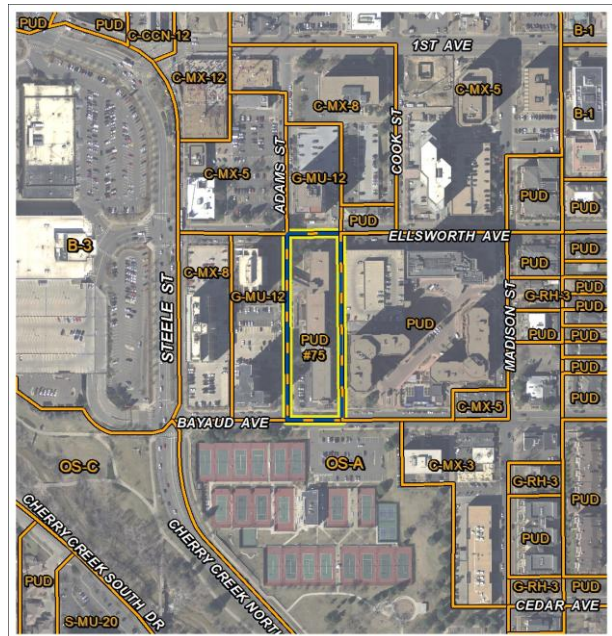 PUD
PUD
C-CCN-12
1ST AVE
B-1
C-MX-12
C-MX-8
C-MX-5
B-1
COOK ST
ADAMS ST
C-MX-5
G-MU-12
PUD
PUD
PUD
ELLSWORTH AVE
B-3
PUD
PUD
C-MX-8
G-MU-12
G-RH-3
PUD
PUD
STEELE ST
PUD
#75
PUD
MADISON ST
PUD
PUD
PUD
PUD
C-MX-5
BAYAUD AVE
OS-C
OS-A
C-MX-3
G-RH-3
PUD
CHERRY CREEK SOUTH DR
CHERRY CREEK NORTH
PUD
PUD
G-RH-3
PUD
CEDAR AVE
S-MU-20